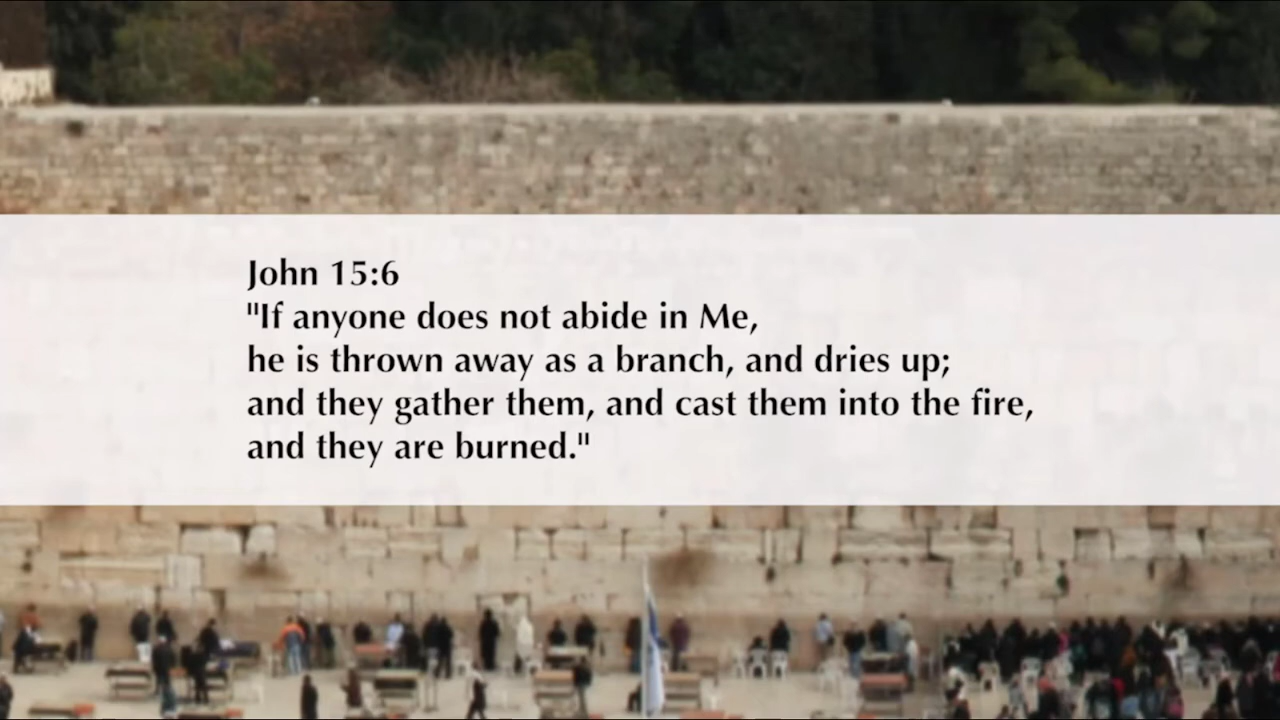 John 15:6
"If anyone does not abide in Me,
he is thrown away as a branch, and dries up;
and they gather them, and cast them into the fire,
and they are burned."